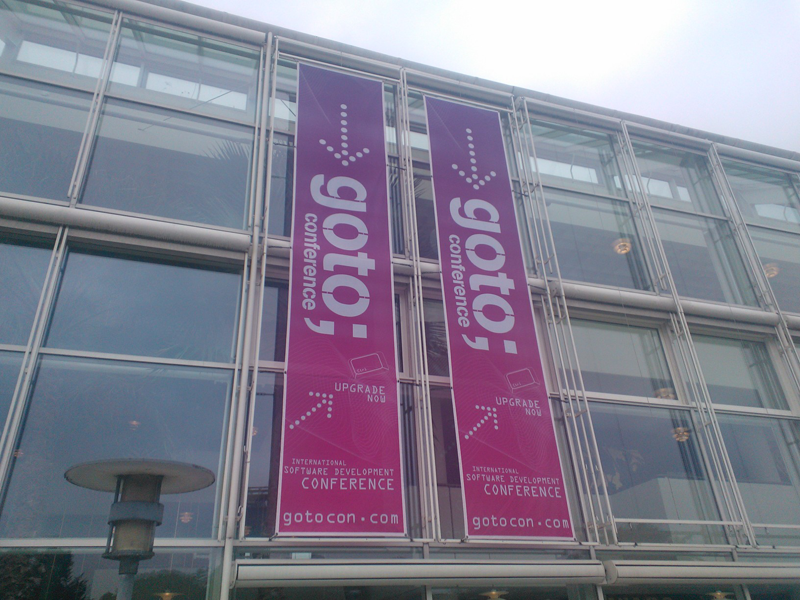 goto;
conference
UPGRADE
NOW
INTERNATIONAL
SOFTWARE DEVELOPMENT
CONFERENCE
gotocon.com
goto;
conference
UPGRADE
NOW
INTERNATIONAL
SOFTWARE DEVELOPMENT
CONFERENCE
gotocon.com